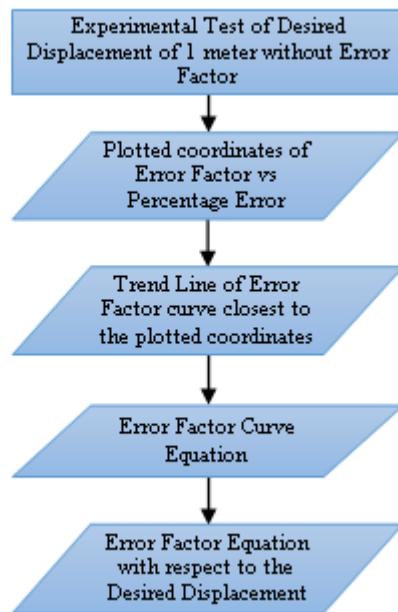 Experimental Test of Desired
Displacement of 1 meter without Error
Factor
Plotted coordinates of
Error Factor vs
Percentage Error
Trend Line of Error
Factor curve closest to
the plotted coordinates
Error Factor Curve
Equation
Error Factor Equation
with respect to the
Desired Displacement